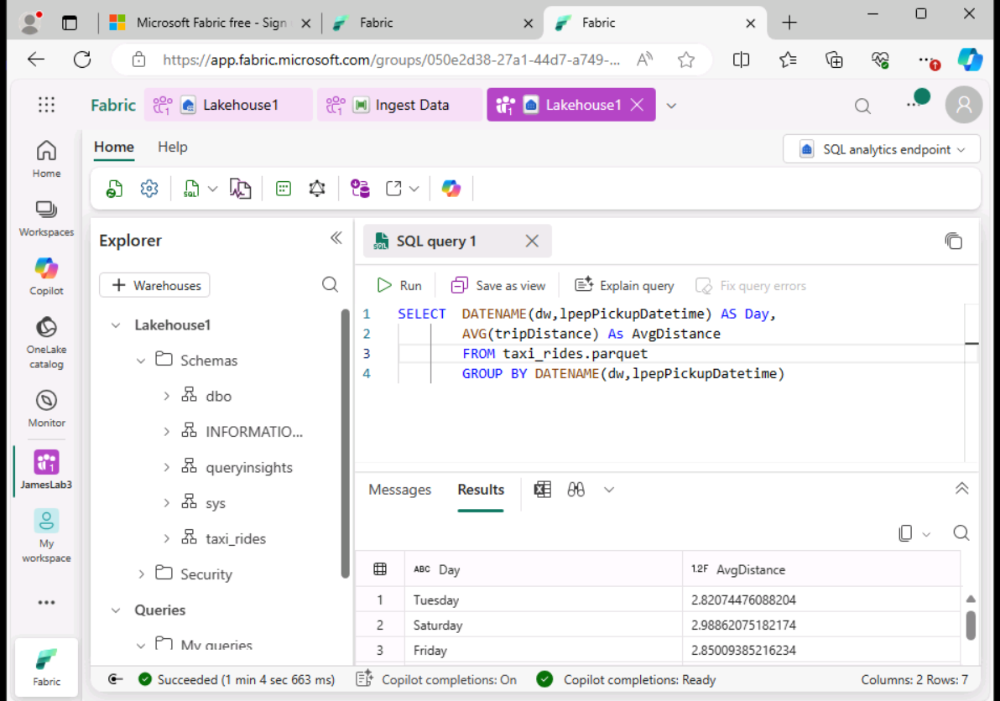 Microsoft Fabric free - Sign
Fabric
Fabric
https://app.fabric.microsoft.com/groups/050e2d38-27a1-44d7-a749-...
Fabric
Lakehouse1
Ingest Data
Lakehouse1
Home
Help
SQL analytics endpoint
Home
Workspaces
Copilot
OneLake
catalog
Monitor
JamesLab3
My
workspace
Fabric
Explorer
+ Warehouses
Lakehouse1
Schemas
dbo
INFORMATIO...
queryinsights
sys
taxi_rides
Security
Queries
My queries
SQL query 1
Run
Save as view
Explain query
Fix query errors
1 SELECT DATENAME(dw,lpepPickupDatetime) AS Day,
2 AVG(tripDistance) As AvgDistance
3 FROM taxi_rides.parquet
4 GROUP BY DATENAME(dw,lpepPickupDatetime)
Messages
Results
ABC Day 1.2F AvgDistance
1 Tuesday 2.82074476088204
2 Saturday 2.98862075182174
3 Friday 2.85009385216234
Succeeded (1 min 4 sec 663 ms)
Copilot completions: On
Copilot completions: Ready
Columns: 2 Rows: 7